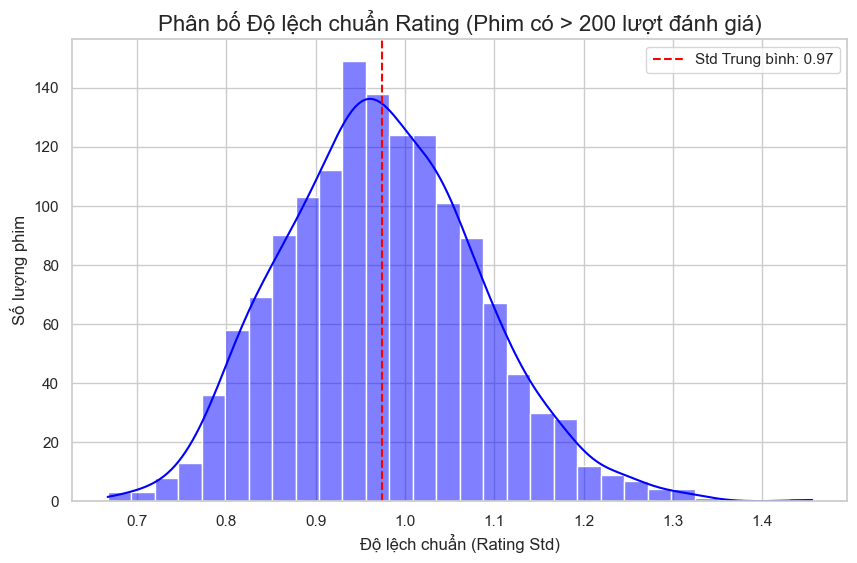 Phân bố Độ lệch chuẩn Rating (Phim có > 200 lượt đánh giá)
Std Trung bình: 0.97
140
120
100
80
60
40
20
0
Số lượng phim
0.7 0.8 0.9 1.0 1.1 1.2 1.3 1.4
Độ lệch chuẩn (Rating Std)